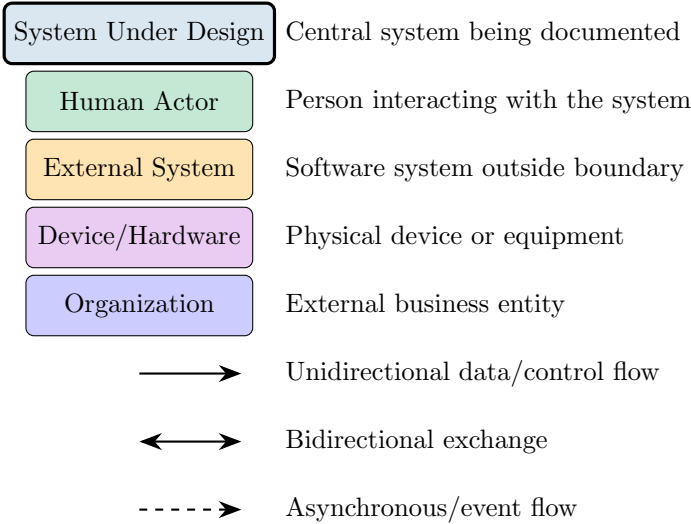 System Under Design Central system being documented
Human Actor Person interacting with the system
External System Software system outside boundary
Device/Hardware Physical device or equipment
Organization External business entity
Unidirectional data/control flow
Bidirectional exchange
Asynchronous/event flow